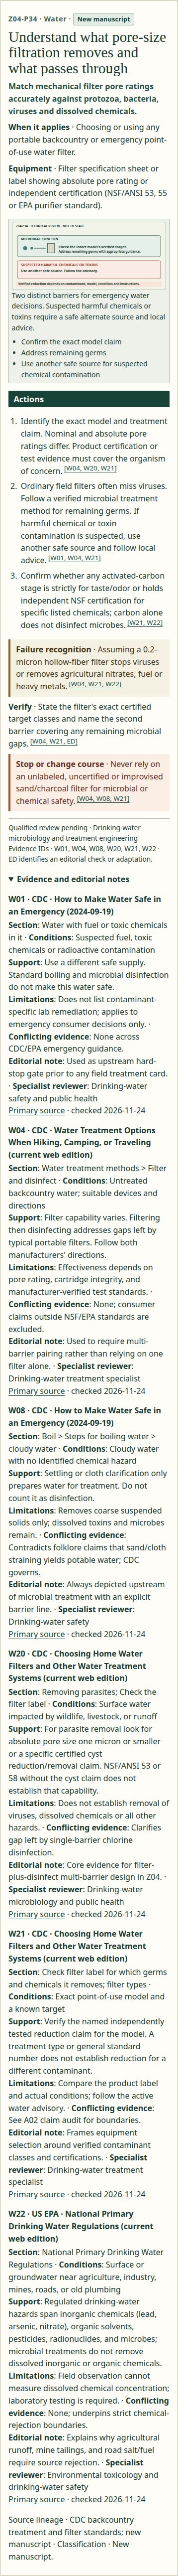 Z04-P34 · Water · New manuscript
Understand what pore-size
filtration removes and
what passes through
Match mechanical filter pore ratings
accurately against protozoa, bacteria,
viruses and dissolved chemicals.
When it applies · Choosing or using any
portable backcountry or emergency point-
of-use water filter.
Equipment · Filter specification sheet or
label showing absolute pore rating or
independent certification (NSF/ANSI 53, 55
or EPA purifier standard).
Z04-P34 TECHNICAL REVIEW · NOT TO SCALE
MICROBIAL CONCERN
Check the intact model's verified target.
Address remaining germs with appropriate guidance.
SUSPECTED HARMFUL CHEMICALS OR TOXINS
Use another safe source. Follow the advisory.
Verified reduction depends on contaminant, model, condition and instructions.
Two distinct barriers for emergency water
decisions. Suspected harmful chemicals or
toxins require a safe alternate source and local
advice.
• Confirm the exact model claim
• Address remaining germs
• Use another safe source for suspected
chemical contamination
Actions
1. Identify the exact model and treatment
claim. Nominal and absolute pore
ratings differ. Product certification or
test evidence must cover the organism
of concern. [W04, W20, W21]
2. Ordinary field filters often miss viruses.
Follow a verified microbial treatment
method for remaining germs. If
harmful chemical or toxin
contamination is suspected, use
another safe source and follow local
advice. [W01, W04, W21]
3. Confirm whether any activated-carbon
stage is strictly for taste/odor or holds
independent NSF certification for
specific listed chemicals; carbon alone
does not disinfect microbes. [W21, W22]
Failure recognition · Assuming a 0.2-
micron hollow-fiber filter stops viruses
or removes agricultural nitrates, fuel or
heavy metals. [W04, W21, W22]
Verify · State the filter's exact certified
target classes and name the second
barrier covering any remaining microbial
gaps. [W04, W21, ED]
Stop or change course · Never rely on
an unlabeled, uncertified or improvised
sand/charcoal filter for microbial or
chemical safety. [W04, W08, W21]
Qualified review pending · Drinking-water
microbiology and treatment engineering
Evidence IDs · W01, W04, W08, W20, W21, W22 ·
ED identifies an editorial check or adaptation.
▼ Evidence and editorial notes
W01 · CDC · How to Make Water Safe in
an Emergency (2024-09-19)
Section: Water with fuel or toxic chemicals
in it · Conditions: Suspected fuel, toxic
chemicals or radioactive contamination
Support: Use a different safe supply.
Standard boiling and microbial disinfection
do not make this water safe.
Limitations: Does not list contaminant-
specific lab remediation; applies to
emergency consumer decisions only. ·
Conflicting evidence: None across
CDC/EPA emergency guidance.
Editorial note: Used as upstream hard-
stop gate prior to any field treatment card.
· Specialist reviewer: Drinking-water
safety and public health
Primary source · checked 2026-11-24
W04 · CDC · Water Treatment Options
When Hiking, Camping, or Traveling
(current web edition)
Section: Water treatment methods > Filter
and disinfect · Conditions: Untreated
backcountry water; suitable devices and
directions
Support: Filter capability varies. Filtering
then disinfecting addresses gaps left by
typical portable filters. Follow both
manufacturers' directions.
Limitations: Effectiveness depends on
pore rating, cartridge integrity, and
manufacturer-verified test standards. ·
Conflicting evidence: None; consumer
claims outside NSF/EPA standards are
excluded.
Editorial note: Used to require multi-
barrier pairing rather than relying on one
filter alone. · Specialist reviewer:
Drinking-water treatment specialist
Primary source · checked 2026-11-24
W08 · CDC · How to Make Water Safe in
an Emergency (2024-09-19)
Section: Boil > Steps for boiling water >
cloudy water · Conditions: Cloudy water
with no identified chemical hazard
Support: Settling or cloth clarification only
prepares water for treatment. Do not
count it as disinfection.
Limitations: Removes coarse suspended
solids only; dissolved toxins and microbes
remain. · Conflicting evidence:
Contradicts folklore claims that sand/cloth
straining yields potable water; CDC
governs.
Editorial note: Always depicted upstream
of microbial treatment with an explicit
barrier line. · Specialist reviewer:
Drinking-water safety
Primary source · checked 2026-11-24
W20 · CDC · Choosing Home Water
Filters and Other Water Treatment
Systems (current web edition)
Section: Removing parasites; Check the
filter label · Conditions: Surface water
impacted by wildlife, livestock, or runoff
Support: For parasite removal look for
absolute pore size one micron or smaller
or a specific certified cyst
reduction/removal claim. NSF/ANSI 53 or
58 without the cyst claim does not
establish that capability.
Limitations: Does not establish removal of
viruses, dissolved chemicals or all other
hazards. · Conflicting evidence: Clarifies
gap left by single-barrier chlorine
disinfection.
Editorial note: Core evidence for filter-
plus-disinfect multi-barrier design in Z04. ·
Specialist reviewer: Drinking-water
microbiology and public health
Primary source · checked 2026-11-24
W21 · CDC · Choosing Home Water
Filters and Other Water Treatment
Systems (current web edition)
Section: Check filter label for which germs
and chemicals it removes; filter types ·
Conditions: Exact point-of-use model and
a known target
Support: Verify the named independently
tested reduction claim for the model. A
treatment type or general standard
number does not establish reduction for a
different contaminant.
Limitations: Compare the product label
and actual conditions; follow the active
water advisory. · Conflicting evidence:
See A02 claim audit for boundaries.
Editorial note: Frames equipment
selection around verified contaminant
classes and certifications. · Specialist
reviewer: Drinking-water treatment
specialist
Primary source · checked 2026-11-24
W22 · US EPA · National Primary
Drinking Water Regulations (current
web edition)
Section: National Primary Drinking Water
Regulations · Conditions: Surface or
groundwater near agriculture, industry,
mines, roads, or old plumbing
Support: Regulated drinking-water
hazards span inorganic chemicals (lead,
arsenic, nitrate), organic solvents,
pesticides, radionuclides, and microbes;
microbial treatments do not remove
dissolved inorganic or organic chemicals.
Limitations: Field observation cannot
measure dissolved chemical concentration;
laboratory testing is required. · Conflicting
evidence: None; underpins strict chemical-
rejection boundaries.
Editorial note: Explains why agricultural
runoff, mine tailings, and road salt/fuel
require source rejection. · Specialist
reviewer: Environmental toxicology and
drinking-water safety
Primary source · checked 2026-11-24
Source lineage · CDC backcountry
treatment and filter standards; new
manuscript · Classification · New
manuscript.